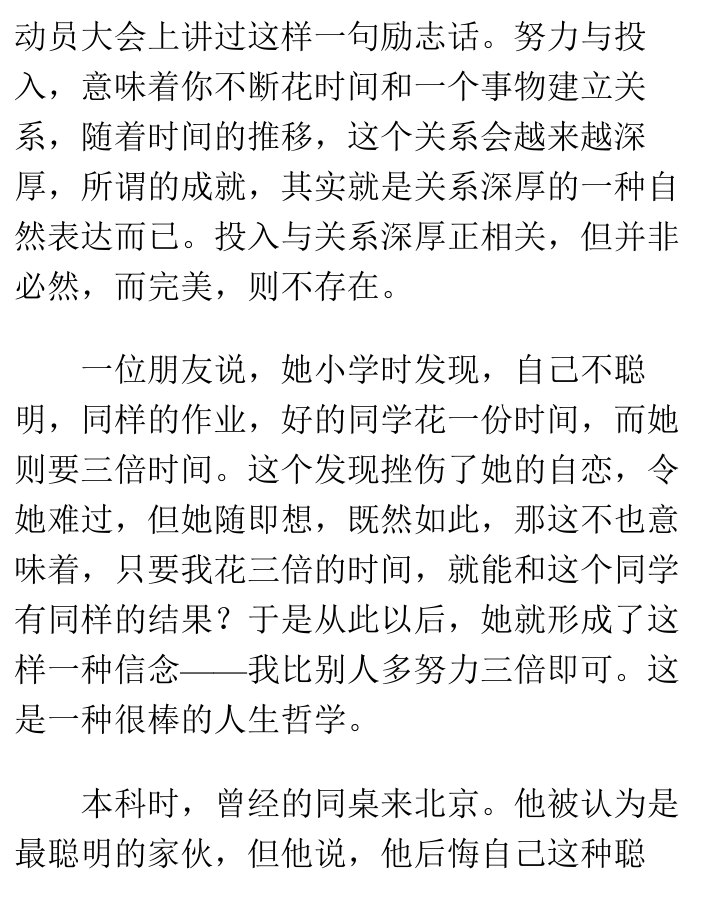 动员大会上讲过这样一句励志话。努力与投
入，意味着你不断花时间和一个事物建立关
系，随着时间的推移，这个关系会越来越深
厚，所谓的成就，其实就是关系深厚的一种自
然表达而已。投入与关系深厚正相关，但并非
必然，而完美，则不存在。
一位朋友说，她小学时发现，自己不聪
明，同样的作业，好的同学花一份时间，而她
则要三倍时间。这个发现挫伤了她的自恋，令
她难过，但她随即想，既然如此，那这不也意
味着，只要我花三倍的时间，就能和这个同学
有同样的结果？于是从此以后，她就形成了这
样一种信念——我比别人多努力三倍即可。这
是一种很棒的人生哲学。
本科时，曾经的同桌来北京。他被认为是
最聪明的家伙，但他说，他后悔自己这种聪